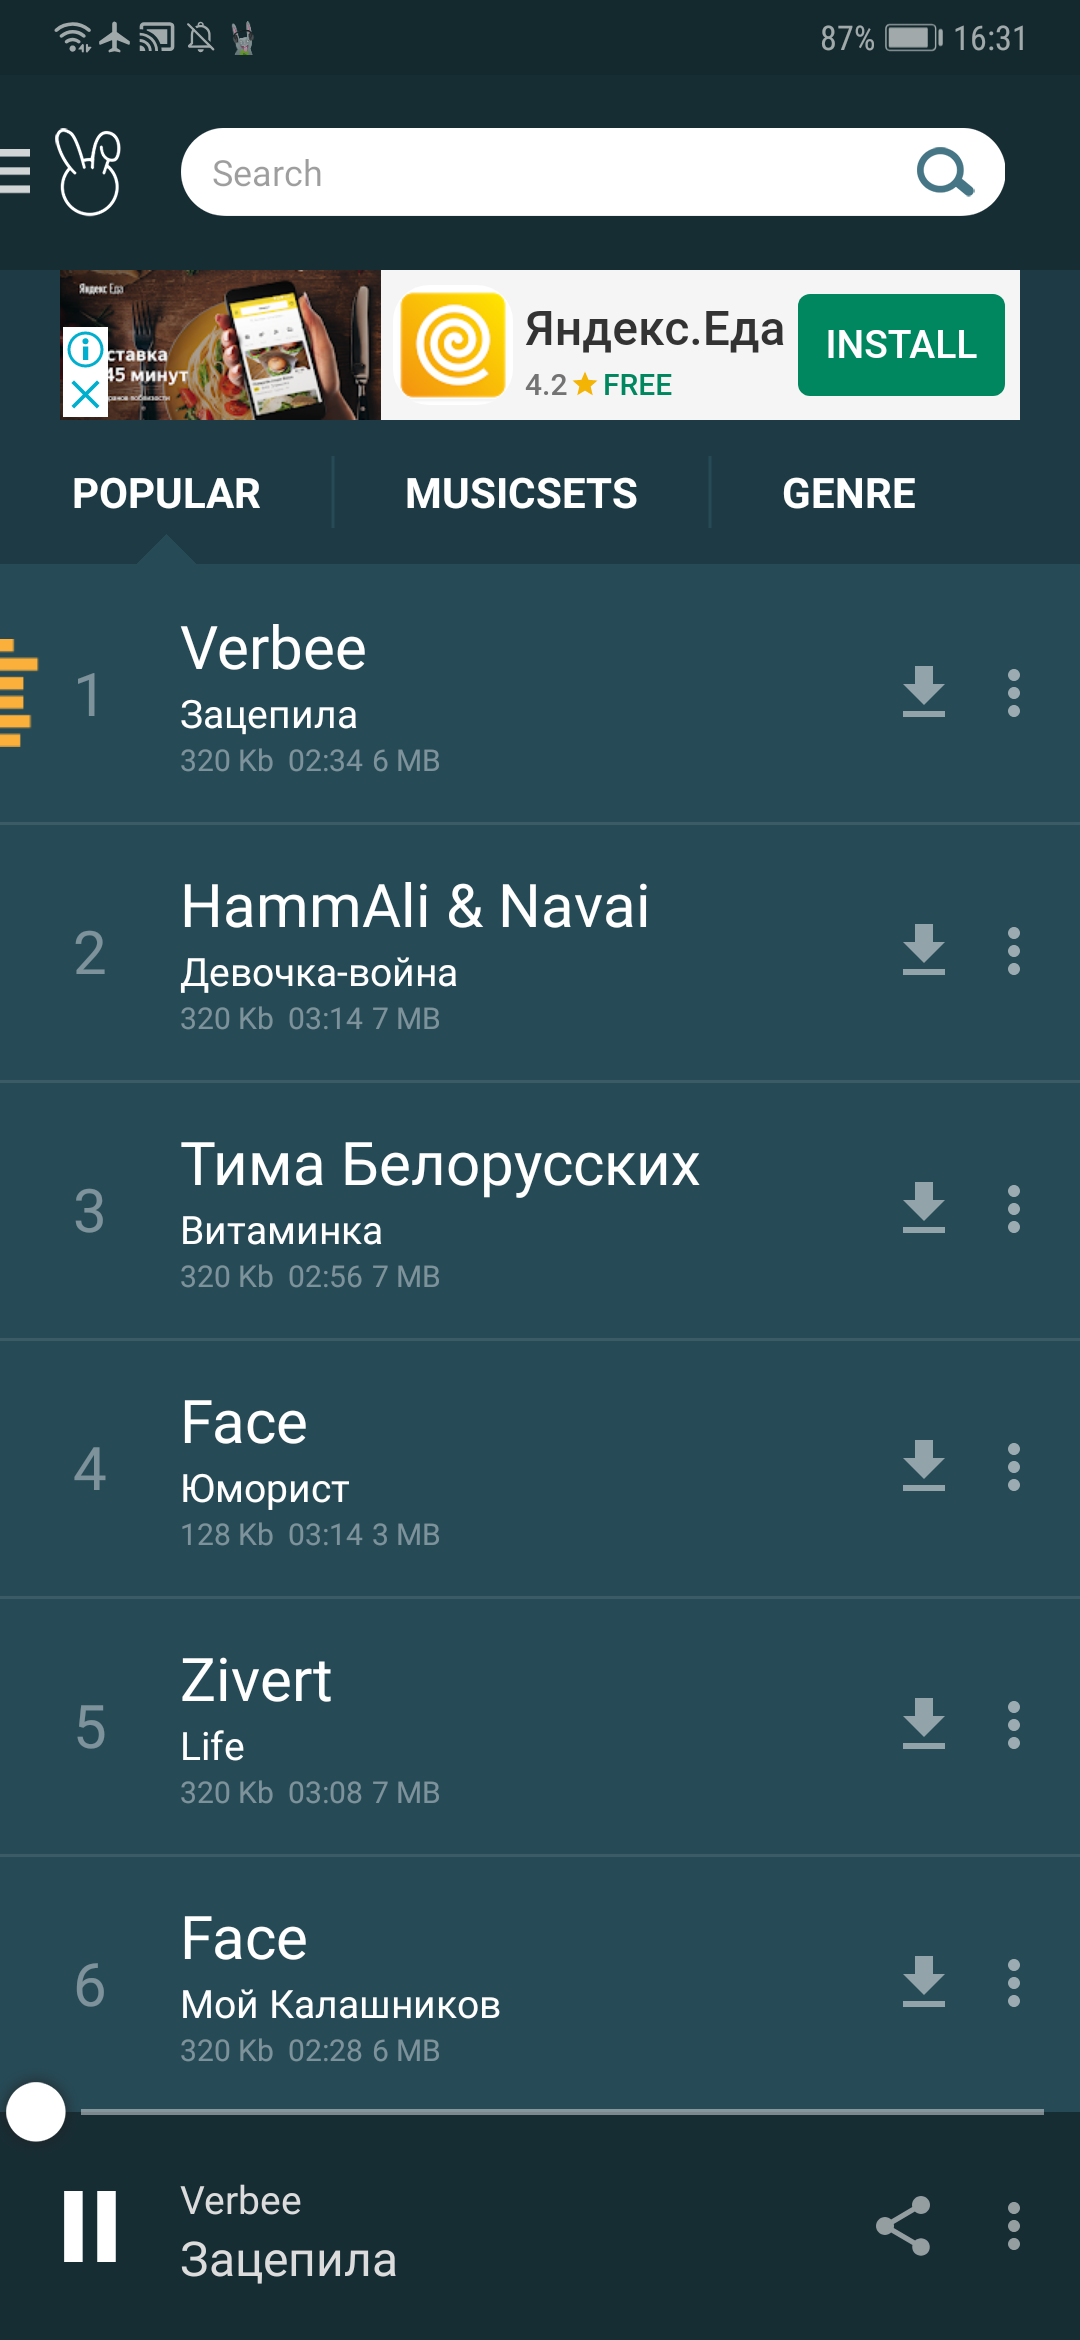 87% 16:31
Search
Яндекс Еда
ставка
45 минут
Яндекс.Еда
4.2 FREE
INSTALL
POPULAR MUSICSETS GENRE
1
Verbee
Зацепила
320 Kb 02:34 6 MB
2
HammAli & Navai
Девочка-война
320 Kb 03:14 7 MB
3
Тима Белорусских
Витаминка
320 Kb 02:56 7 MB
4
Face
Юморист
128 Kb 03:14 3 MB
5
Zivert
Life
320 Kb 03:08 7 MB
6
Face
Мой Калашников
320 Kb 02:28 6 MB
Verbee
Зацепила